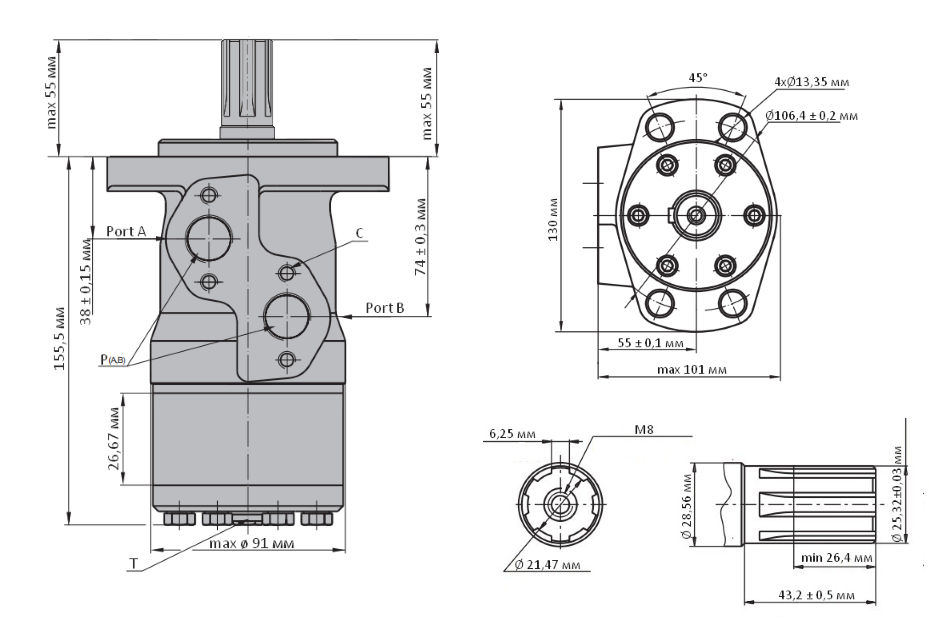 max 55 мм
max 55 мм
Port A
38 ± 0,15 мм
C
74 ± 0,3 мм
Port B
155,5 мм
P(A,B)
26,67 мм
max ø 91 мм
T
45°
4xØ13,35 мм
Ø106,4 ± 0,2 мм
130 мм
55 ± 0,1 мм
max 101 мм
6,25 мм
M8
Ø 21,47 мм
Ø 28,56 мм
Ø 25,32±0,03 мм
min 26,4 мм
43,2 ± 0,5 мм